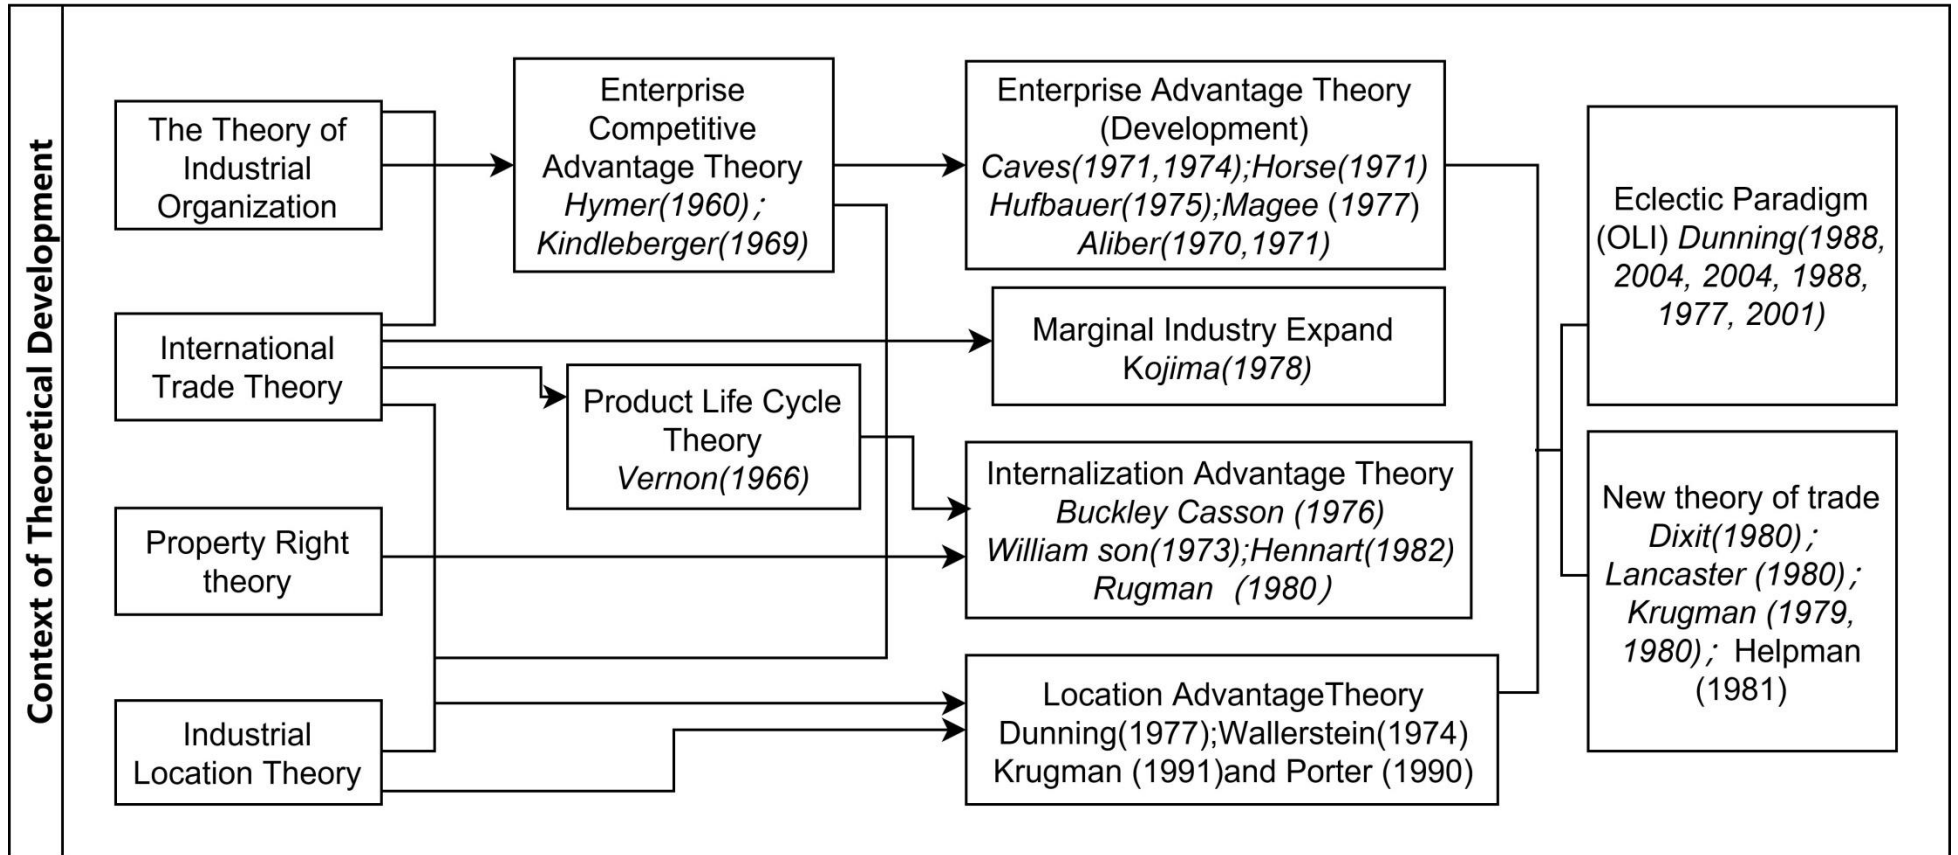 Context of Theoretical Development
The Theory of
Industrial
Organization
International
Trade Theory
Property Right
theory
Industrial
Location Theory
Enterprise
Competitive
Advantage Theory
Hymer(1960);
Kindleberger(1969)
Product Life Cycle
Theory
Vernon(1966)
Enterprise Advantage Theory
(Development)
Caves(1971,1974);Horse(1971)
Hufbauer(1975);Magee (1977)
Aliber(1970,1971)
Marginal Industry Expand
Kojima(1978)
Internalization Advantage Theory
Buckley Casson (1976)
William son(1973);Hennart(1982)
Rugman (1980)
Location AdvantageTheory
Dunning(1977);Wallerstein(1974)
Krugman (1991)and Porter (1990)
Eclectic Paradigm
(OLI) Dunning(1988,
2004, 2004, 1988,
1977, 2001)
New theory of trade
Dixit(1980);
Lancaster (1980);
Krugman (1979,
1980); Helpman
(1981)